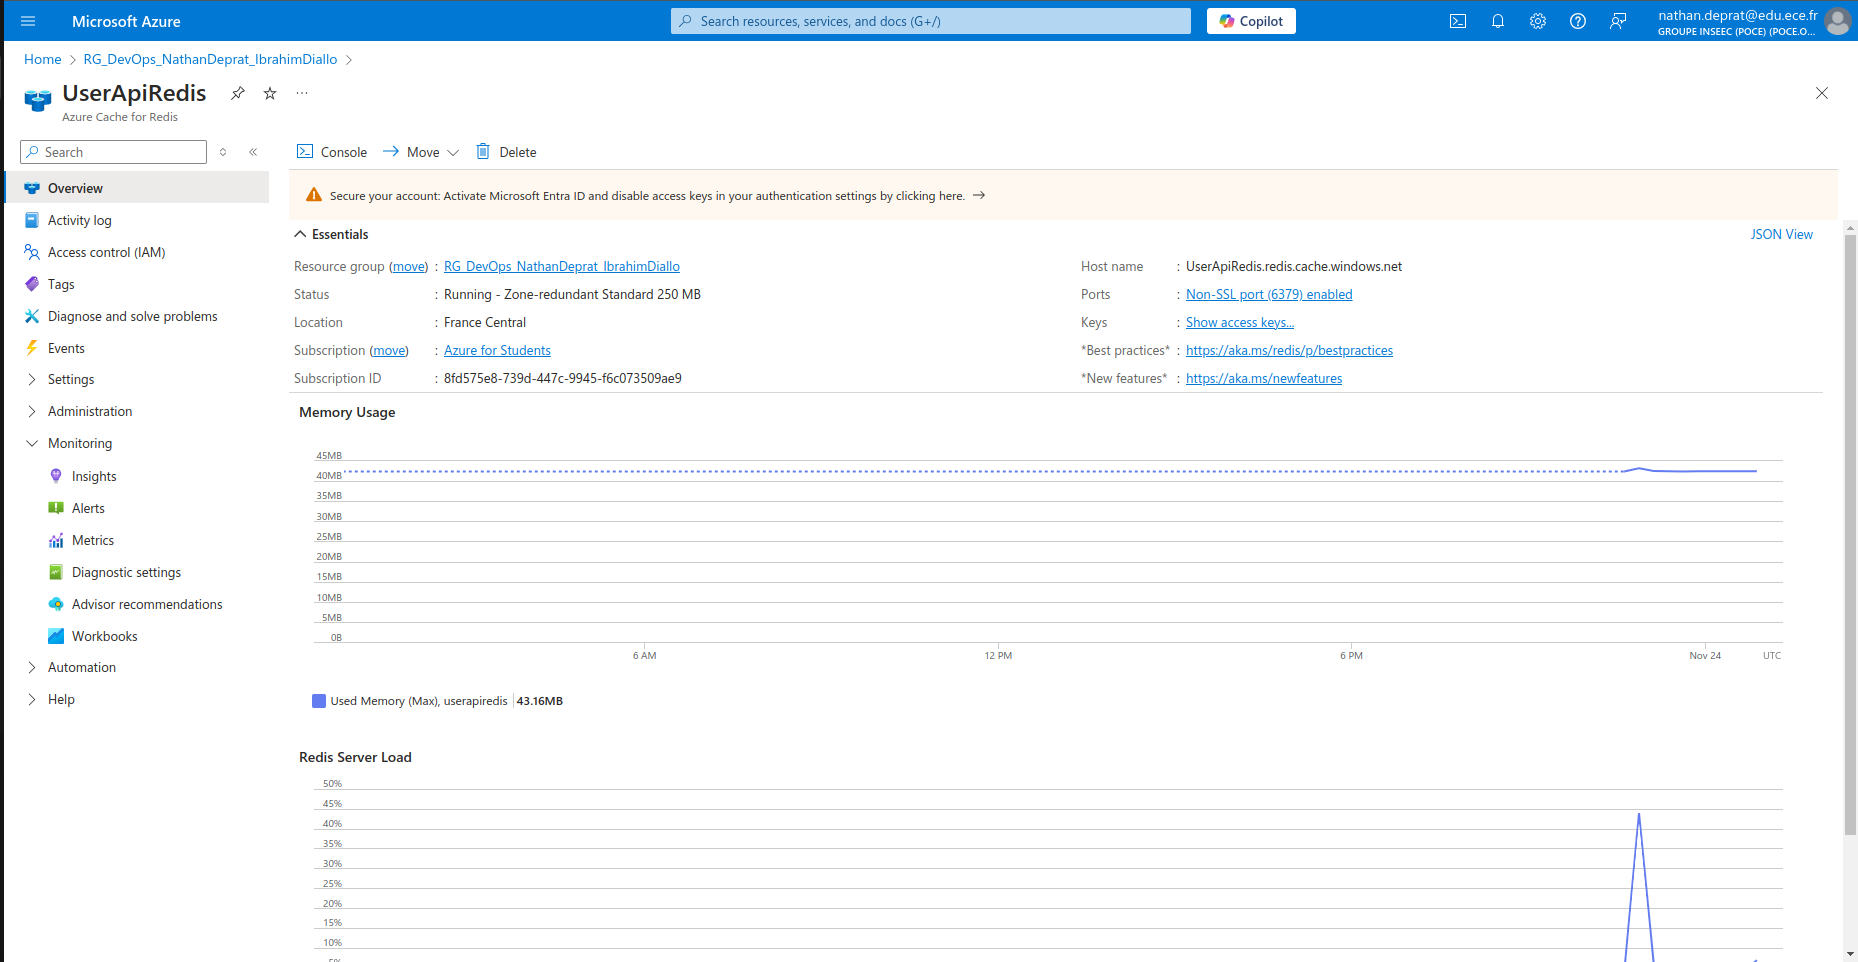 Microsoft Azure
Search resources, services, and docs (G+/)
Copilot
nathan.deprat@edu.ece.fr
GROUPE INSEEC (POCE) (POCE.O...
Home
RG_DevOps_NathanDeprat_IbrahimDiallo
UserApiRedis
Azure Cache for Redis
Search
Console Move Delete
Overview
Activity log
Access control (IAM)
Tags
Diagnose and solve problems
Events
Settings
Administration
Monitoring
Insights
Alerts
Metrics
Diagnostic settings
Advisor recommendations
Workbooks
Automation
Help
Secure your account: Activate Microsoft Entra ID and disable access keys in your authentication settings by clicking here.
Essentials
JSON View
Resource group (move) : RG_DevOps_NathanDeprat_IbrahimDiallo
Status : Running - Zone-redundant Standard 250 MB
Location : France Central
Subscription (move) : Azure for Students
Subscription ID : 8fd575e8-739d-447c-9945-f6c073509ae9
Host name : UserApiRedis.redis.cache.windows.net
Ports : Non-SSL port (6379) enabled
Keys : Show access keys...
*Best practices* : https://aka.ms/redis/p/bestpractices
*New features* : https://aka.ms/newfeatures
Memory Usage
45MB
40MB
35MB
30MB
25MB
20MB
15MB
10MB
5MB
0B
6 AM 12 PM 6 PM Nov 24 UTC
Used Memory (Max), userapiredis 43.16MB
Redis Server Load
50%
45%
40%
35%
30%
25%
20%
15%
10%
5%